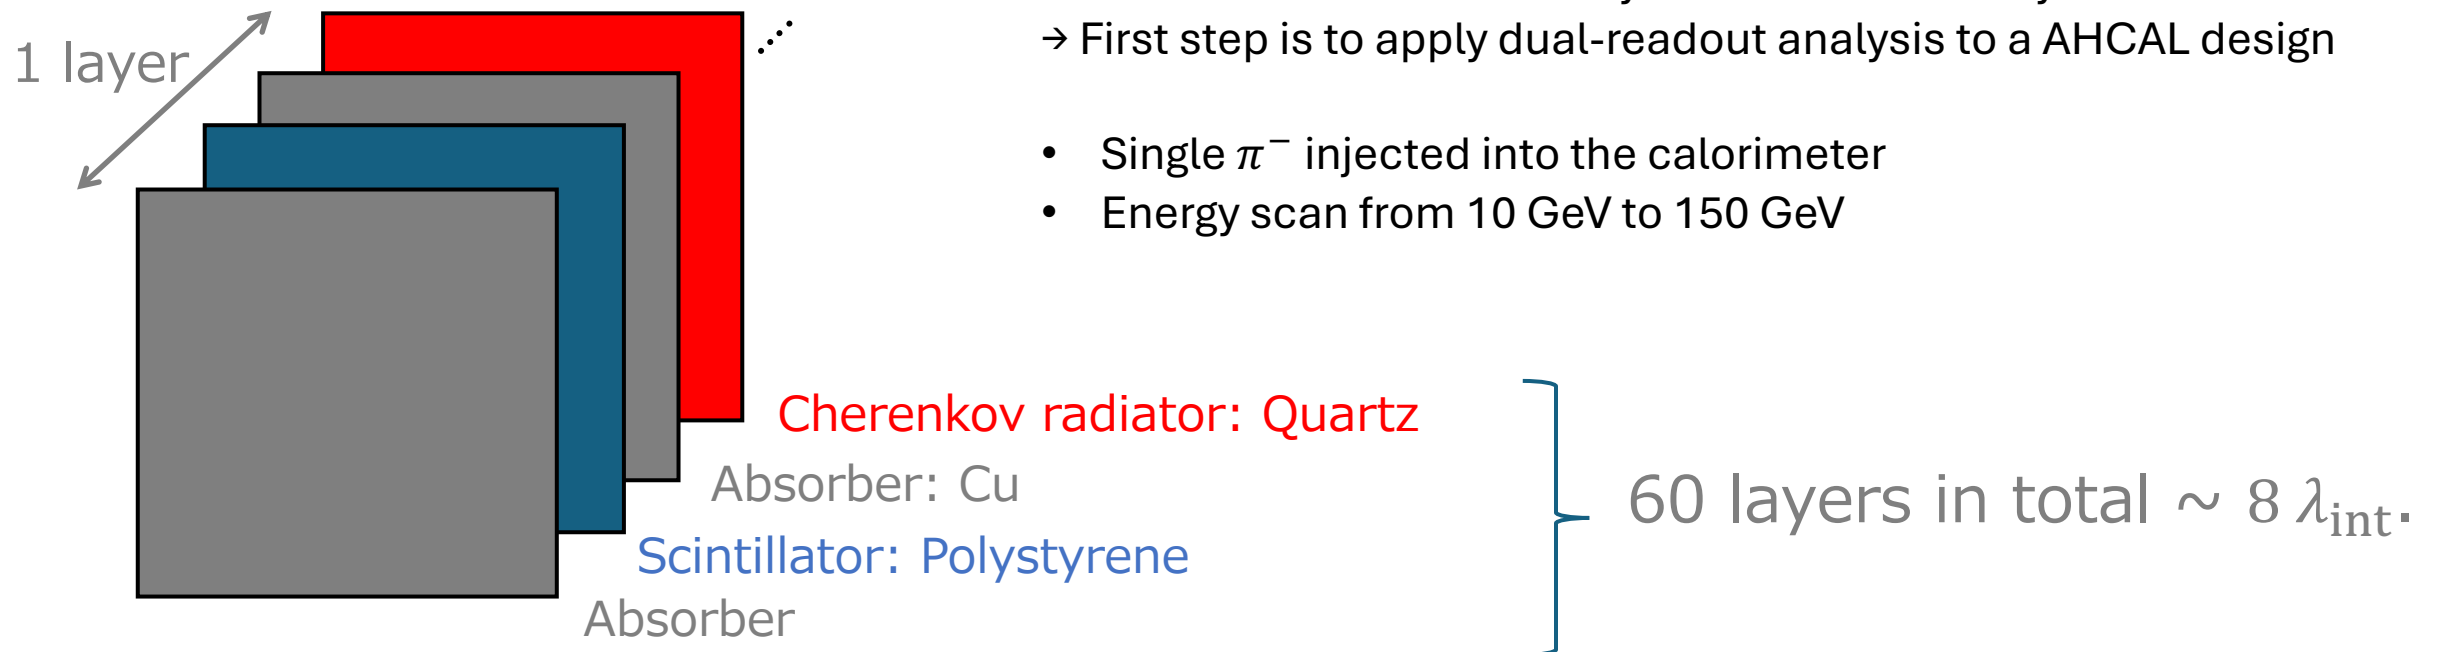 1 layer
→ First step is to apply dual-readout analysis to a AHCAL design
• Single π⁻ injected into the calorimeter
• Energy scan from 10 GeV to 150 GeV
Cherenkov radiator: Quartz
Absorber: Cu
Scintillator: Polystyrene
Absorber
60 layers in total ~ 8 λ_int.